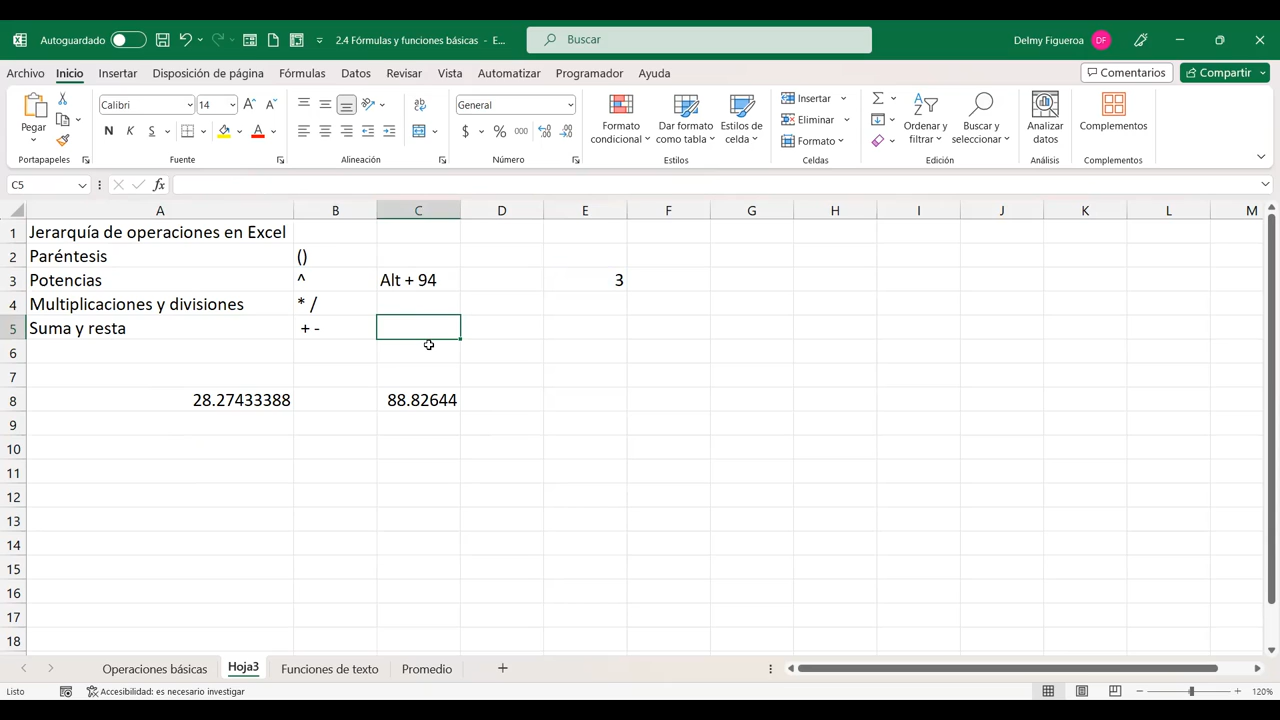 Autoguardado
2.4 Fórmulas y funciones básicas - E...
Buscar
Delmy Figueroa DF
Archivo Inicio Insertar Disposición de página Fórmulas Datos Revisar Vista Automatizar Programador Ayuda
Comentarios Compartir
Pegar
Portapapeles
Calibri 14
N K S
Fuente
Alineación
General
$ % 000
Número
Formato condicional
Dar formato como tabla
Estilos de celda
Estilos
Insertar
Eliminar
Formato
Celdas
Ordenar y filtrar
Buscar y seleccionar
Edición
Analizar datos
Análisis
Complementos
Complementos
C5 fx
A B C D E F G H I J K L M
1 Jerarquía de operaciones en Excel
2 Paréntesis ()
3 Potencias ^ Alt + 94 3
4 Multiplicaciones y divisiones * /
5 Suma y resta + -
6
7
8 28.27433388 88.82644
9
10
11
12
13
14
15
16
17
18
Operaciones básicas Hoja3 Funciones de texto Promedio
Listo Accesibilidad: es necesario investigar 120%